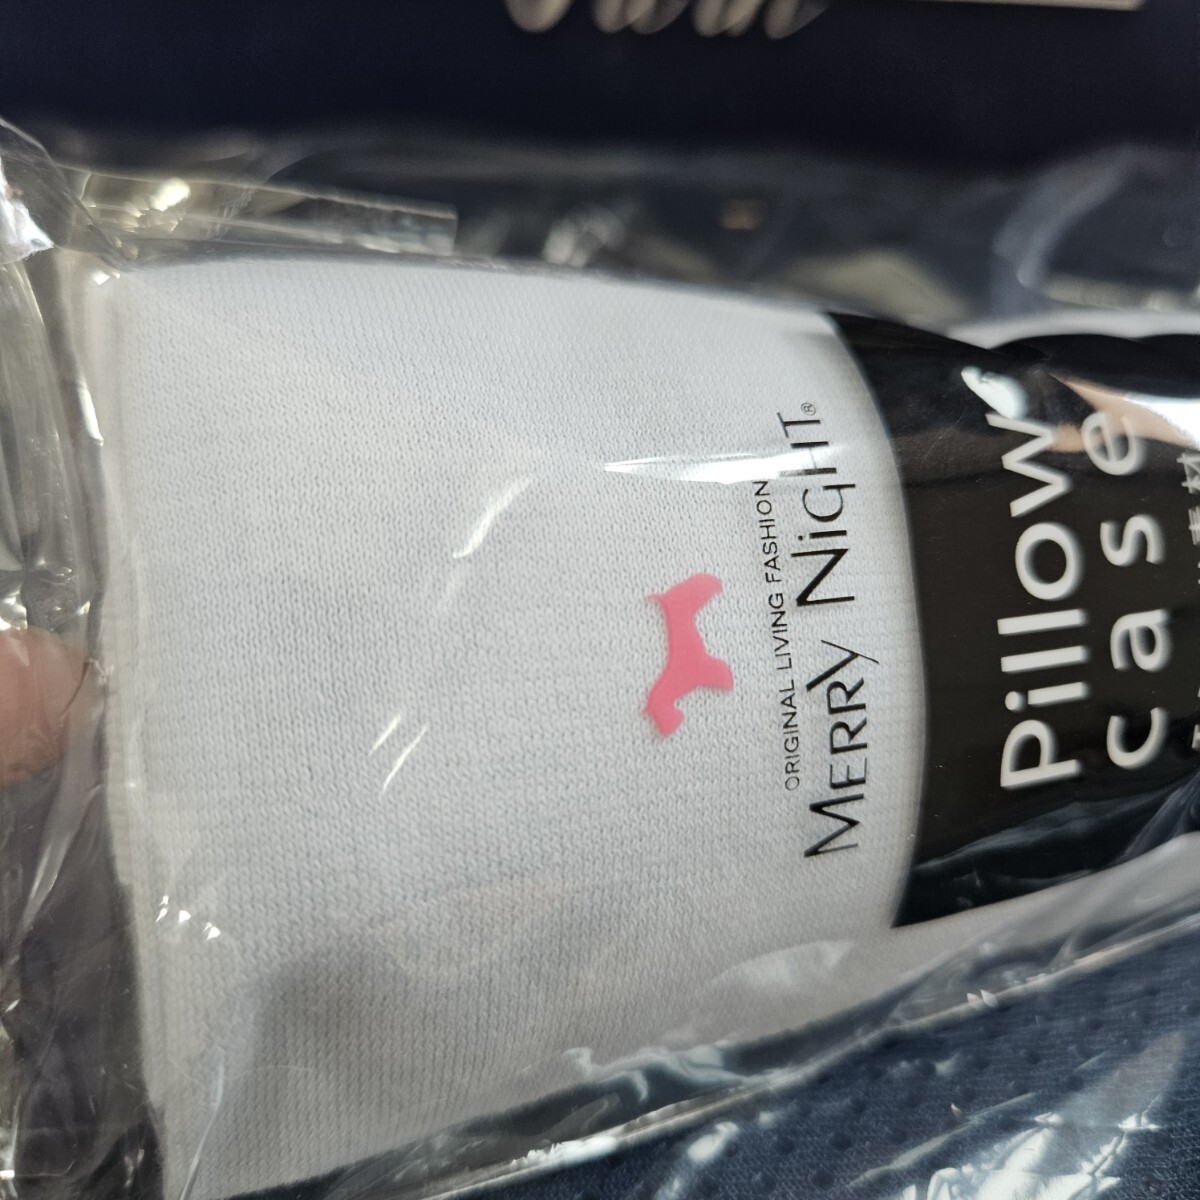 ORIGINAL LIVING FASHION
MERRY NiGHT®
Pillow
case